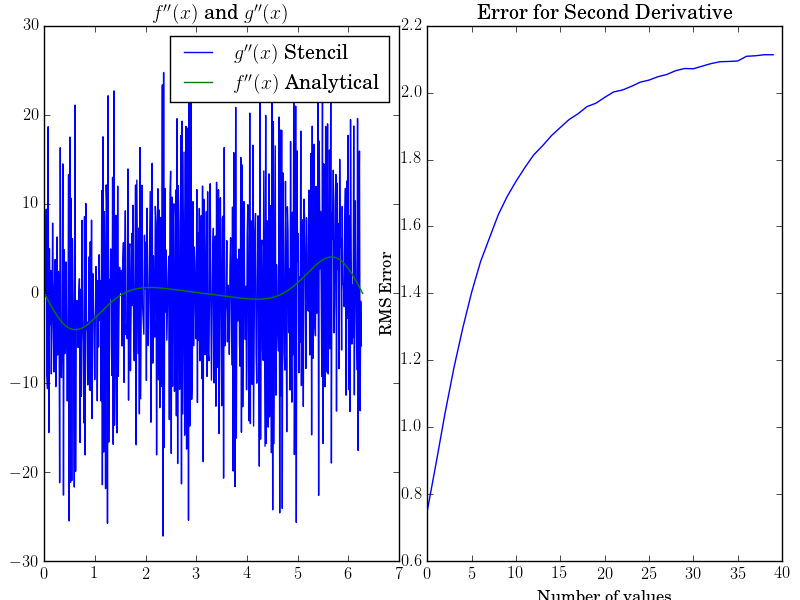 f''(x) and g''(x)
g''(x) Stencil
f''(x) Analytical
30
20
10
0
−10
−20
−30
0 1 2 3 4 5 6 7
Error for Second Derivative
RMS Error
2.2
2.0
1.8
1.6
1.4
1.2
1.0
0.8
0.6
0 5 10 15 20 25 30 35 40
Number of values